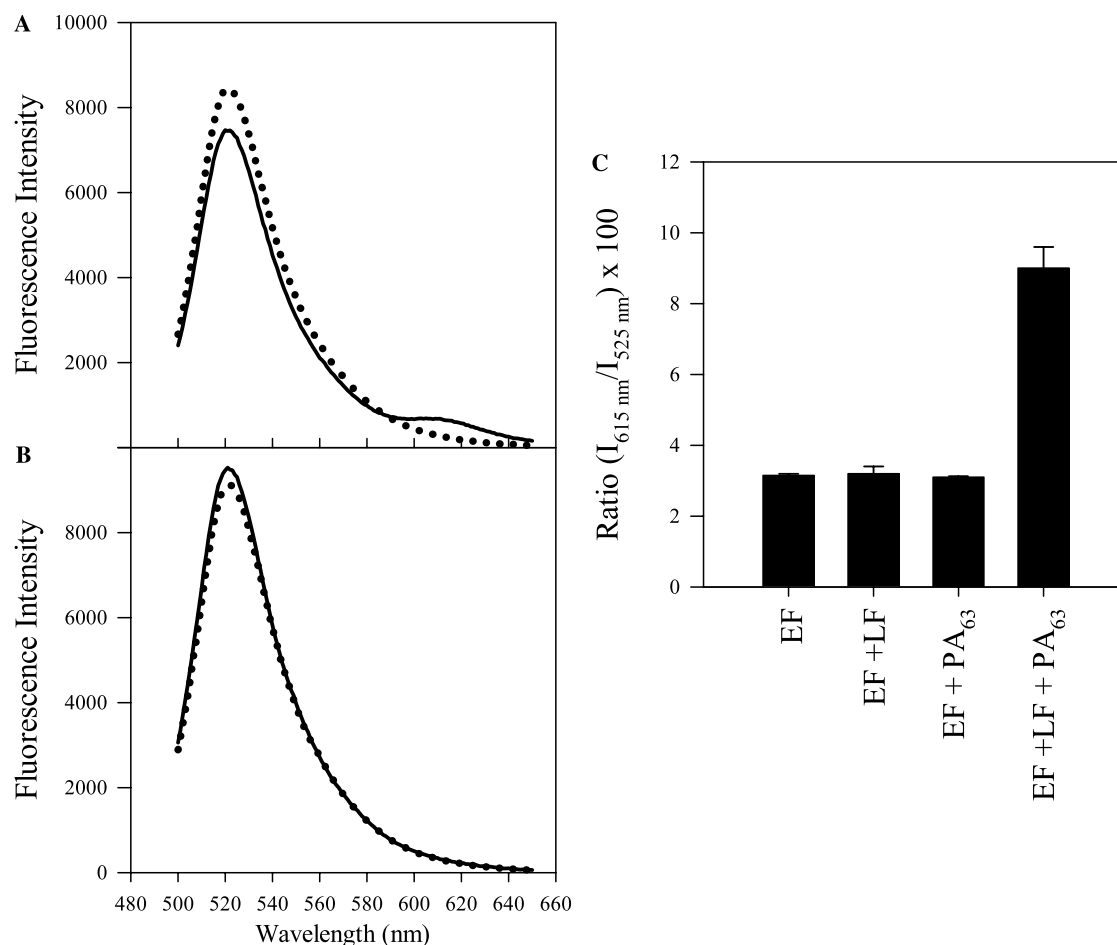 A
10000
8000
6000
4000
2000
Fluorescence Intensity
B
8000
6000
4000
2000
0
Fluorescence Intensity
480 500 520 540 560 580 600 620 640 660
Wavelength (nm)
C
12
10
8
6
4
2
0
Ratio (I615 nm/I525 nm) x 100
EF
EF +LF
EF + PA63
EF +LF + PA63